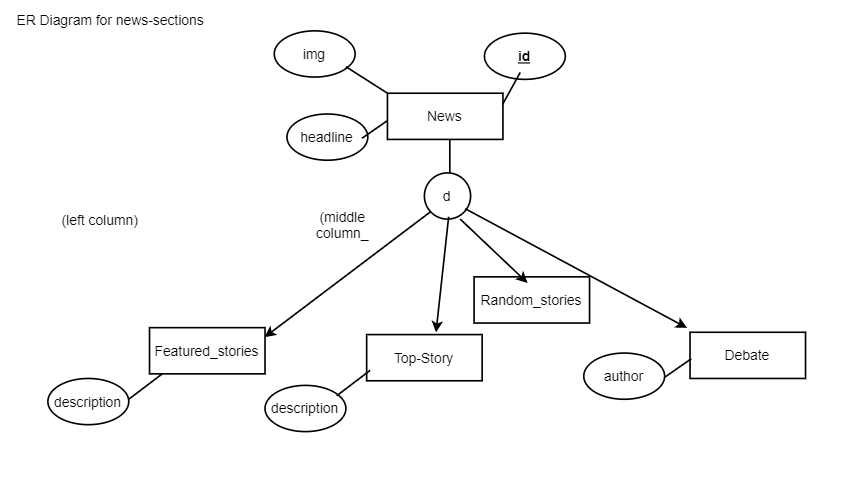 ER Diagram for news-sections
img
id
News
headline
d
(left column)
(middle
column_
Random_stories
Featured_stories
Top-Story
Debate
author
description
description